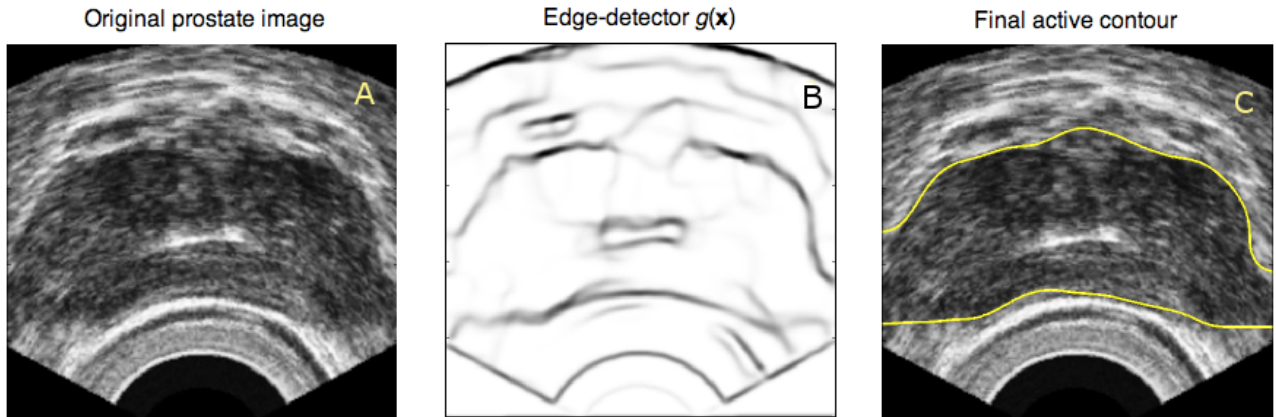 Original prostate image
Edge-detector g(x)
Final active contour
A
B
C